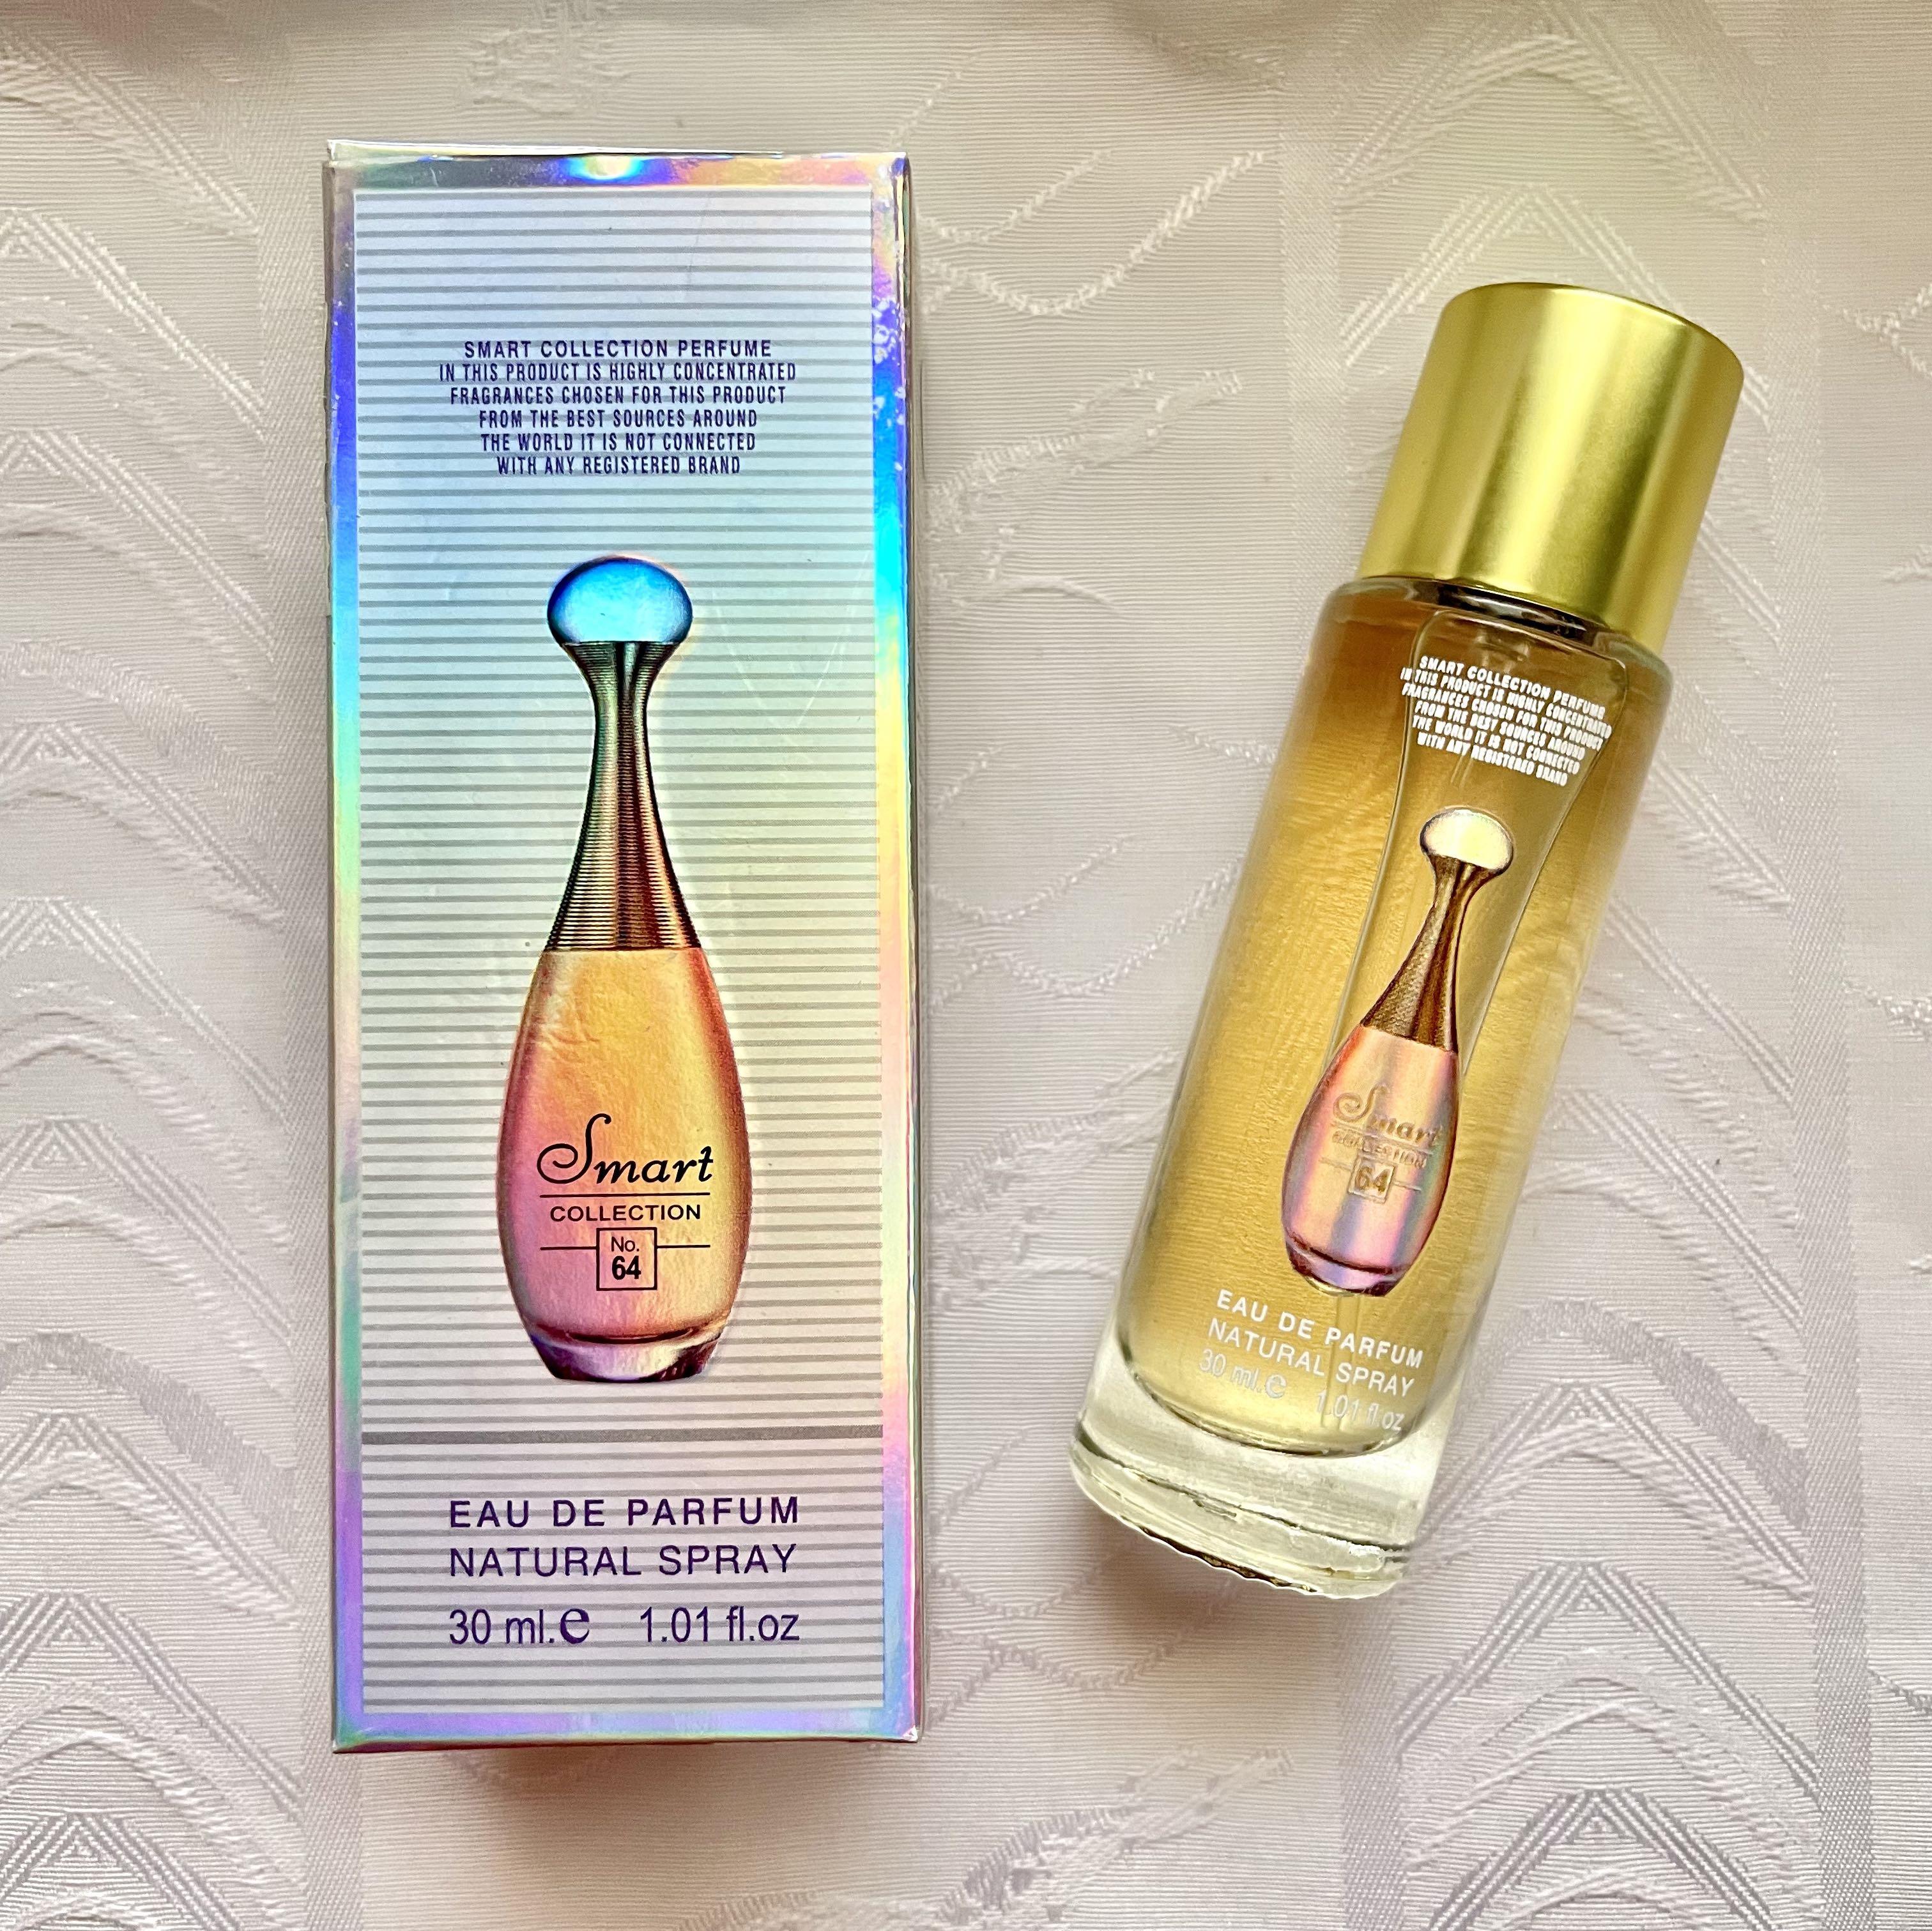 SMART COLLECTION PERFUME
IN THIS PRODUCT IS HIGHLY CONCENTRATED
FRAGRANCES CHOSEN FOR THIS PRODUCT
FROM THE BEST SOURCES AROUND
THE WORLD IT IS NOT CONNECTED
WITH ANY REGISTERED BRAND
Smart
COLLECTION
No.
64
EAU DE PARFUM
NATURAL SPRAY
30 ml.e 1.01 fl.oz
SMART COLLECTION PERFUME
IN THIS PRODUCT IS HIGHLY CONCENTRATED
FRAGRANCES CHOSEN FOR THIS PRODUCT
FROM THE BEST SOURCES AROUND
THE WORLD IT IS NOT CONNECTED
WITH ANY REGISTERED BRAND
Smart
COLLECTION
64
EAU DE PARFUM
NATURAL SPRAY
30 ml.e 1.01 fl oz